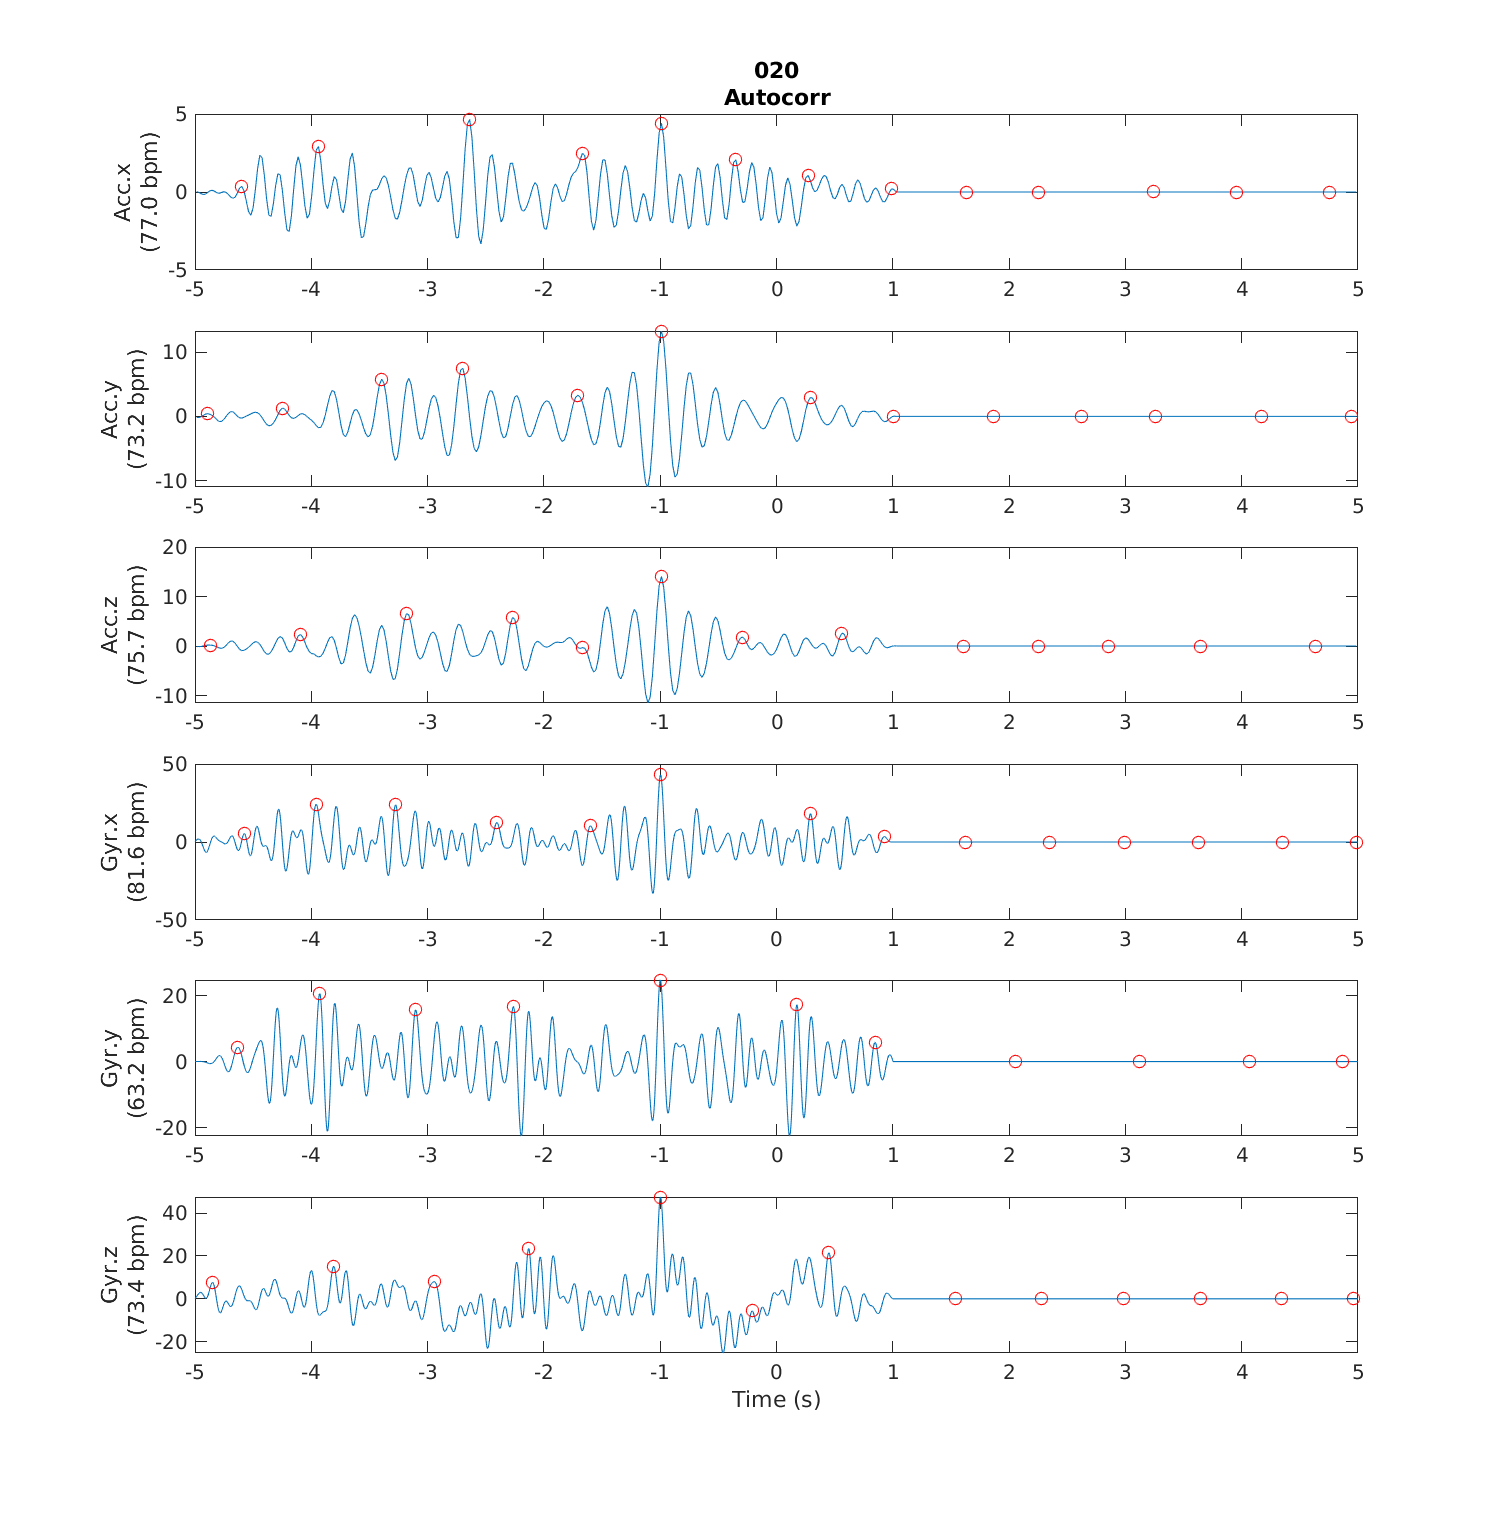 020
Autocorr
Acc.x
(77.0 bpm)
5
0
-5
-5 -4 -3 -2 -1 0 1 2 3 4 5
Acc.y
(73.2 bpm)
10
0
-10
-5 -4 -3 -2 -1 0 1 2 3 4 5
Acc.z
(75.7 bpm)
20
10
0
-10
-5 -4 -3 -2 -1 0 1 2 3 4 5
Gyr.x
(81.6 bpm)
50
0
-50
-5 -4 -3 -2 -1 0 1 2 3 4 5
Gyr.y
(63.2 bpm)
20
0
-20
-5 -4 -3 -2 -1 0 1 2 3 4 5
Gyr.z
(73.4 bpm)
40
20
0
-20
-5 -4 -3 -2 -1 0 1 2 3 4 5
Time (s)